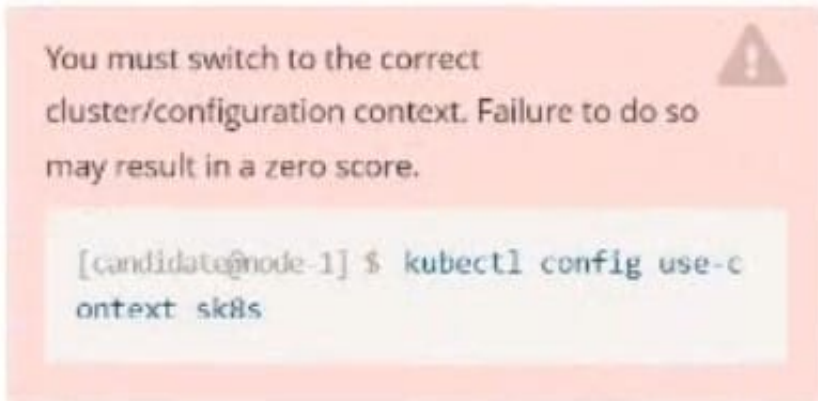 You must switch to the correct
cluster/configuration context. Failure to do so
may result in a zero score.
[candidate@node-1] $ kubectl config use-c
ontext sk8s